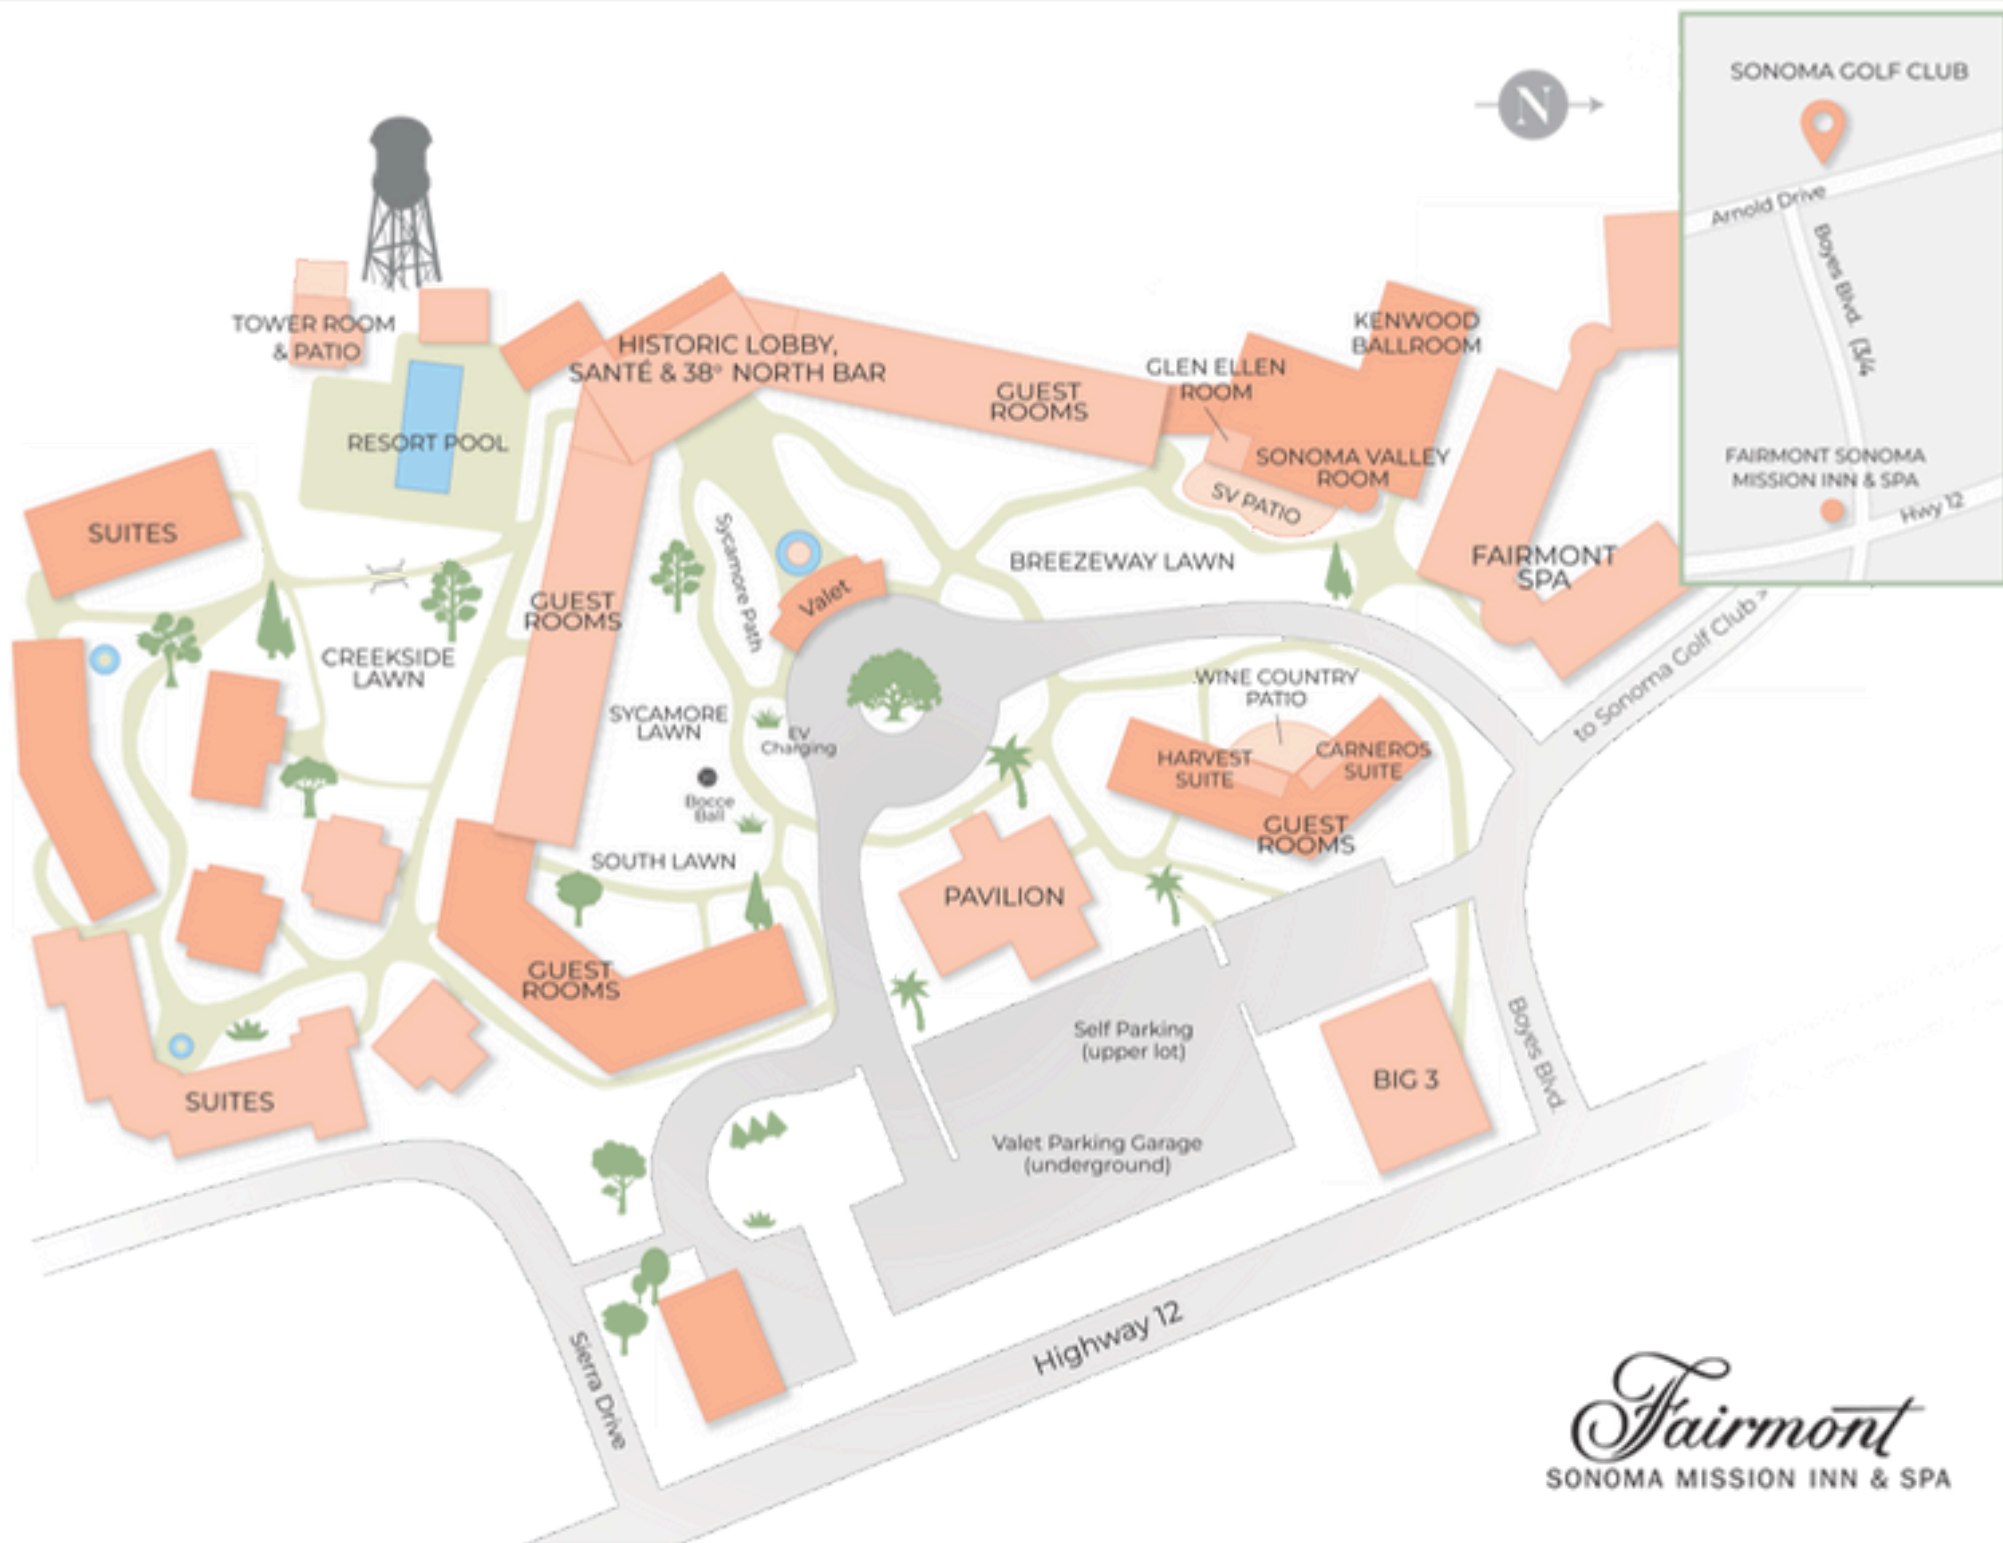 N
SONOMA GOLF CLUB
Arnold Drive
Boyes Blvd. (3/4
FAIRMONT SONOMA
MISSION INN & SPA
Hwy 12
TOWER ROOM
& PATIO
RESORT POOL
HISTORIC LOBBY,
SANTÉ & 38° NORTH BAR
GUEST
ROOMS
GLEN ELLEN
ROOM
KENWOOD
BALLROOM
SONOMA VALLEY
ROOM
SV PATIO
FAIRMONT
SPA
to Sonoma Golf Club >
SUITES
CREEKSIDE
LAWN
GUEST
ROOMS
Sycamore Path
Valet
BREEZEWAY LAWN
SYCAMORE
LAWN
EV
Charging
Bocce
Ball
SOUTH LAWN
WINE COUNTRY
PATIO
HARVEST
SUITE
CARNEROS
SUITE
GUEST
ROOMS
PAVILION
GUEST
ROOMS
SUITES
Self Parking
(upper lot)
Valet Parking Garage
(underground)
BIG 3
Boyes Blvd.
Sierra Drive
Highway 12
Fairmont
SONOMA MISSION INN & SPA